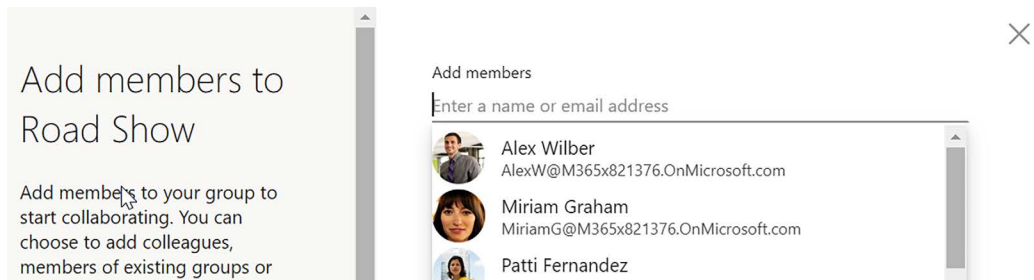 Add members to
Road Show
Add members to your group to
start collaborating. You can
choose to add colleagues,
members of existing groups or
Add members
Enter a name or email address
Alex Wilber
AlexW@M365x821376.OnMicrosoft.com
Miriam Graham
MiriamG@M365x821376.OnMicrosoft.com
Patti Fernandez